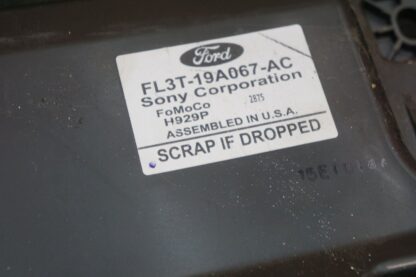 Ford
FL3T-19A067-AC
Sony Corporation
FoMoCo 2875
H929P
ASSEMBLED IN U.S.A.
SCRAP IF DROPPED